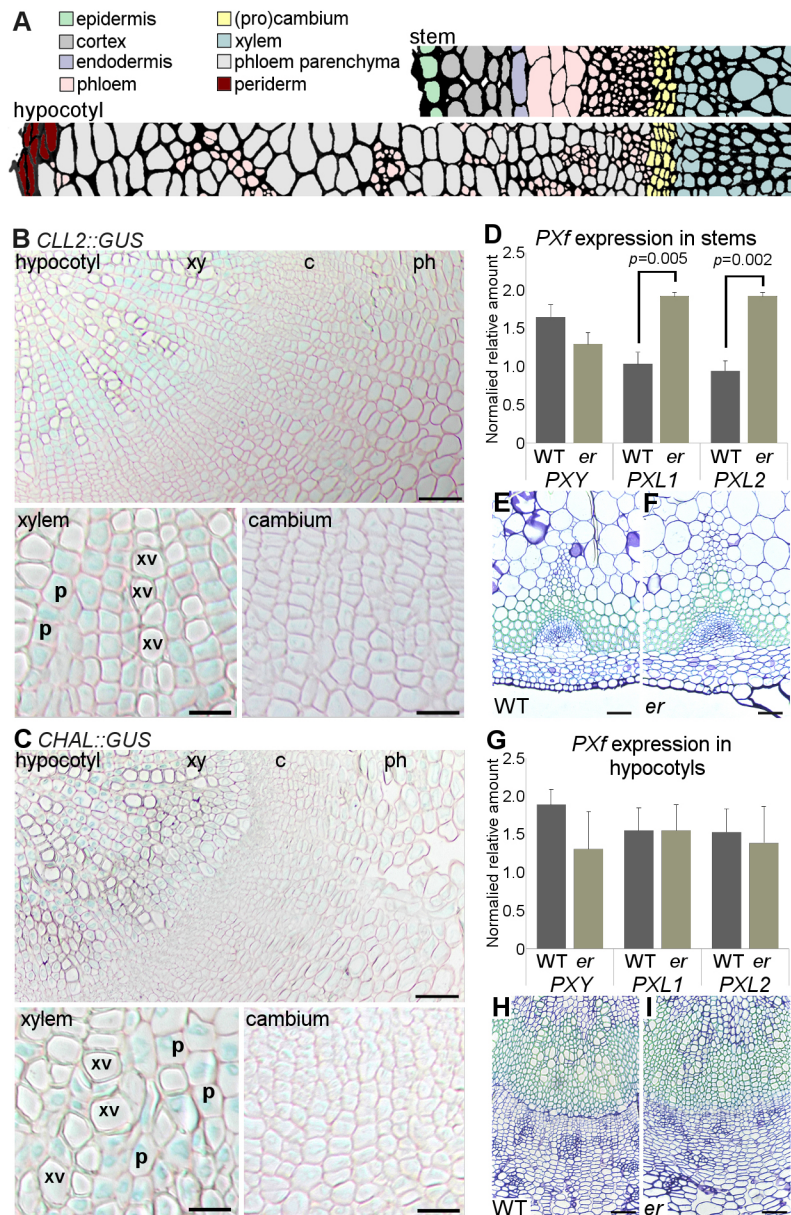 A
epidermis
cortex
endodermis
phloem
(pro)cambium
xylem
phloem parenchyma
periderm
stem
hypocotyl
B CLL2::GUS
hypocotyl xy c ph
xylem
xv
xv
xv
p
p
cambium
C CHAL::GUS
hypocotyl xy c ph
xylem
xv
xv
xv
p
p
p
cambium
D PXf expression in stems
Normalied relative amount
2.5
2.0
1.5
1.0
0.5
0
p=0.005
p=0.002
WT er WT er WT er
PXY PXL1 PXL2
E
WT
F
er
G PXf expression in
hypocotyls
Normalied relative amount
2.5
2.0
1.5
1.0
0.5
0
WT er WT er WT er
PXY PXL1 PXL2
H
WT
I
er